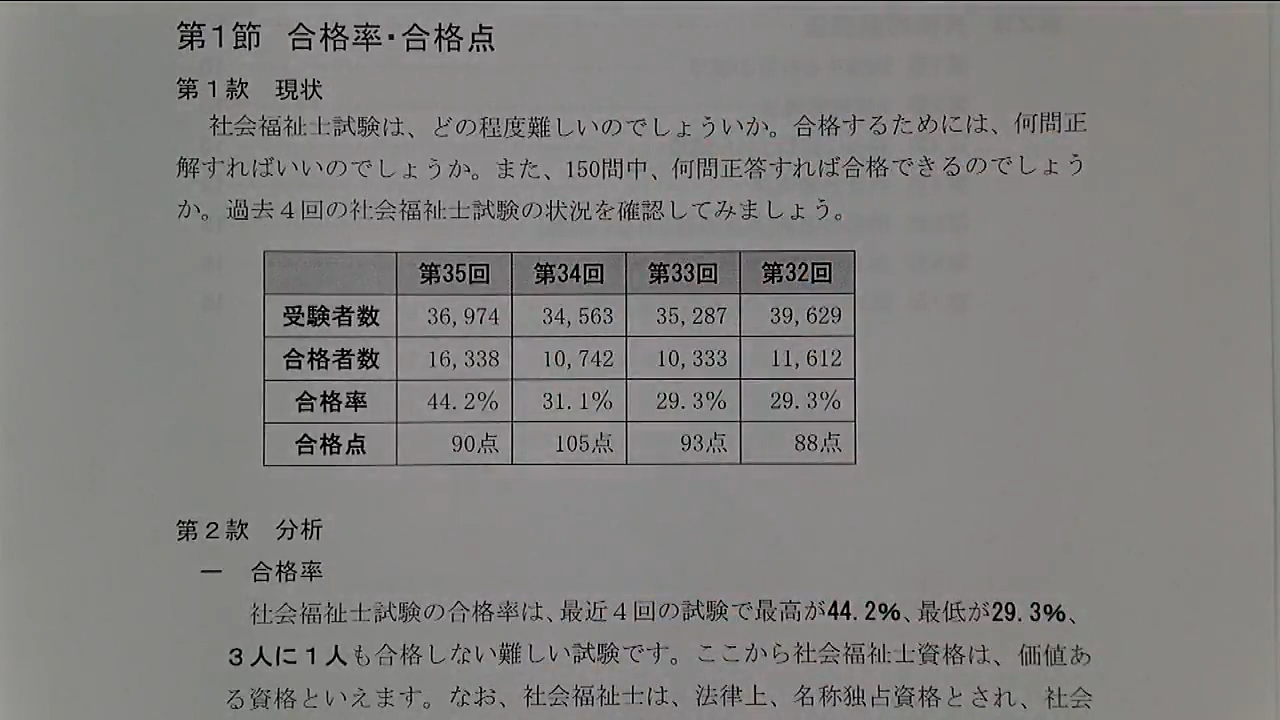 第1節 合格率・合格点
第１款 現状
社会福祉士試験は、どの程度難しいのでしょういか。合格するためには、何問正
解すればいいのでしょうか。また、150問中、何問正答すれば合格できるのでしょう
か。過去４回の社会福祉士試験の状況を確認してみましょう。
第35回 第34回 第33回 第32回
受験者数 36,974 34,563 35,287 39,629
合格者数 16,338 10,742 10,333 11,612
合格率 44.2% 31.1% 29.3% 29.3%
合格点 90点 105点 93点 88点
第２款 分析
一 合格率
社会福祉士試験の合格率は、最近４回の試験で最高が44.2%、最低が29.3%、
３人に１人も合格しない難しい試験です。ここから社会福祉士資格は、価値あ
る資格といえます。なお、社会福祉士は、法律上、名称独占資格とされ、社会